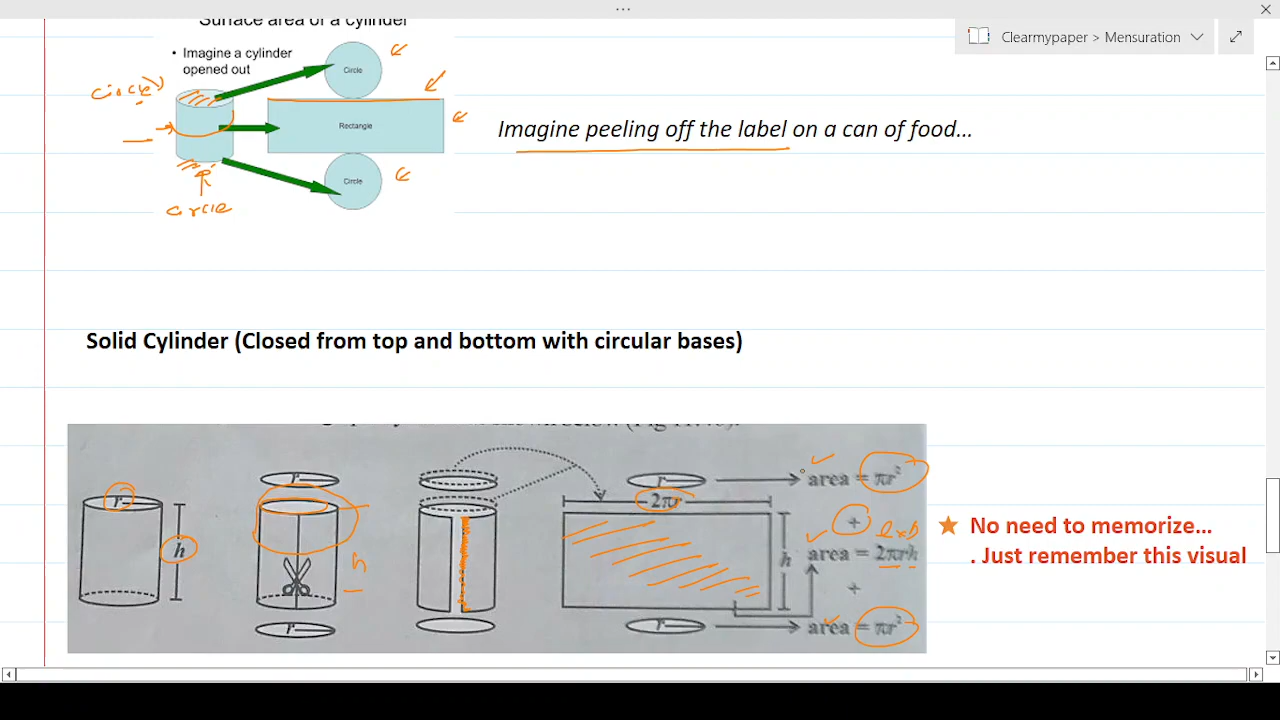 Surface area of a cylinder
Clearmypaper > Mensuration
• Imagine a cylinder
opened out
Circle
circle
Rectangle
Imagine peeling off the label on a can of food...
Circle
circle
Solid Cylinder (Closed from top and bottom with circular bases)
r
r
r
area = πr²
2πr
+
l×b
h
h
h
area = 2πrh
+
r
r
area = πr²
★ No need to memorize...
. Just remember this visual